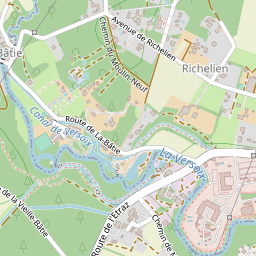 Avenue de Richelien
Bâtie
Chemin du Moulin-Neuf
Richelien
Canal de Versoix
Route de La-Bâtie
La Versoix
Route de l'Étraz
de la Vieille-Bâtie
Chemin de M